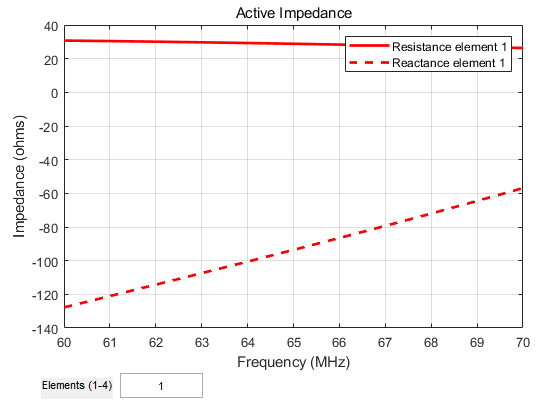 Active Impedance
40
20
0
-20
-40
-60
-80
-100
-120
-140
Impedance (ohms)
Resistance element 1
Reactance element 1
60 61 62 63 64 65 66 67 68 69 70
Frequency (MHz)
Elements (1-4) 1